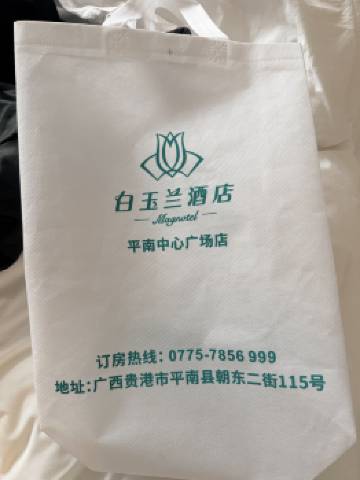 白玉兰酒店
Magnotel
平南中心广场店
订房热线：0775-7856 999
地址：广西贵港市平南县朝东二街115号